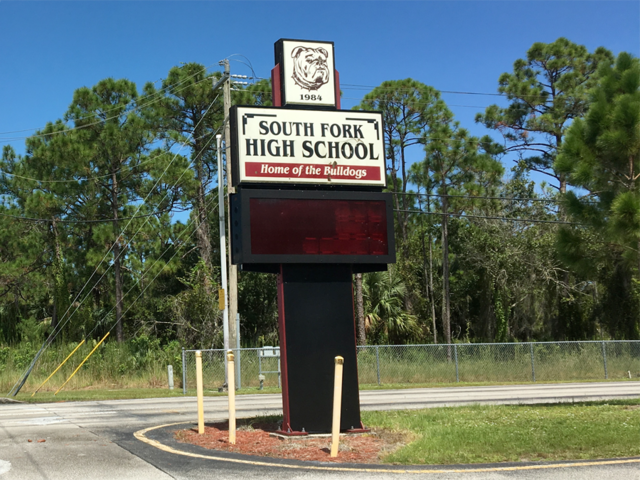 1984
SOUTH FORK
HIGH SCHOOL
Home of the Bulldogs